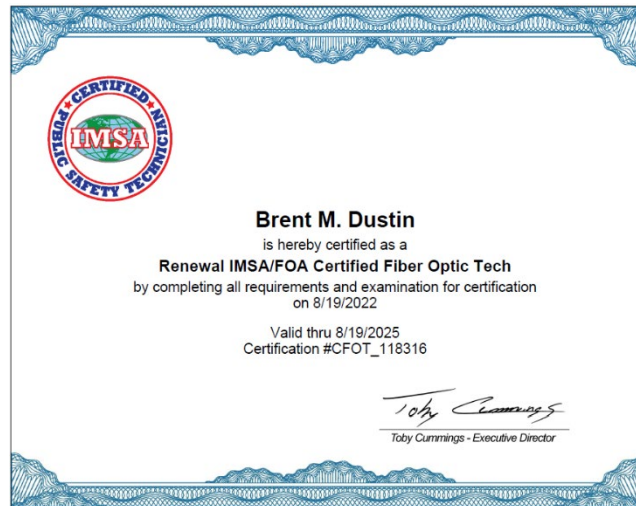 CERTIFIED
IMSA
PUBLIC SAFETY TECHNICIAN
Brent M. Dustin
is hereby certified as a
Renewal IMSA/FOA Certified Fiber Optic Tech
by completing all requirements and examination for certification
on 8/19/2022
Valid thru 8/19/2025
Certification #CFOT_118316
Toby Cummings
Toby Cummings - Executive Director